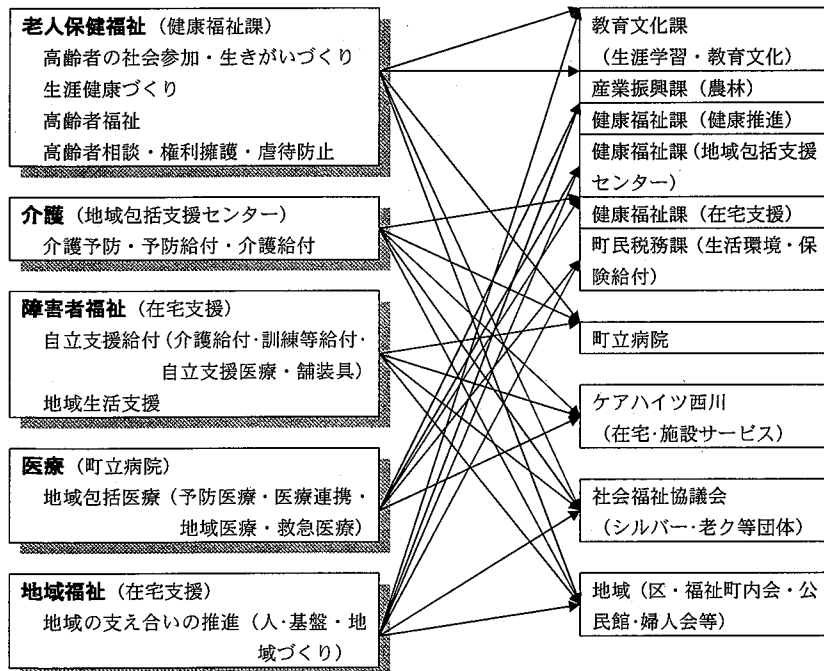 老人保健福祉（健康福祉課）
高齢者の社会参加・生きがいづくり
生涯健康づくり
高齢者福祉
高齢者相談・権利擁護・虐待防止
介護（地域包括支援センター）
介護予防・予防給付・介護給付
障害者福祉（在宅支援）
自立支援給付（介護給付・訓練等給付・
自立支援医療・舗装具）
地域生活支援
医療（町立病院）
地域包括医療（予防医療・医療連携・
地域医療・救急医療）
地域福祉（在宅支援）
地域の支え合いの推進（人・基盤・地
域づくり）
教育文化課
（生涯学習・教育文化）
産業振興課（農林）
健康福祉課（健康推進）
健康福祉課（地域包括支援
センター）
健康福祉課（在宅支援）
町民税務課（生活環境・保
険給付）
町立病院
ケアハイツ西川
（在宅・施設サービス）
社会福祉協議会
（シルバー・老ク等団体）
地域（区・福祉町内会・公
民館・婦人会等）